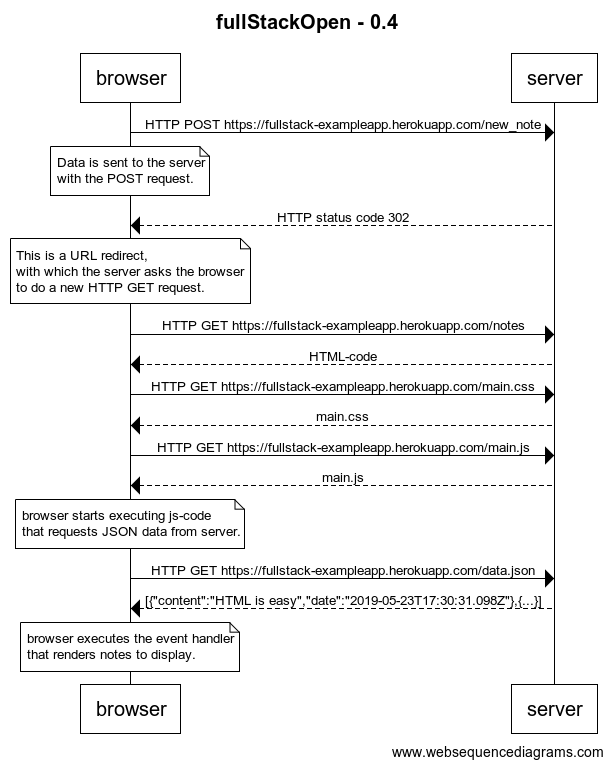 fullStackOpen - 0.4
browser
server
HTTP POST https://fullstack-exampleapp.herokuapp.com/new_note
Data is sent to the server
with the POST request.
HTTP status code 302
This is a URL redirect,
with which the server asks the browser
to do a new HTTP GET request.
HTTP GET https://fullstack-exampleapp.herokuapp.com/notes
HTML-code
HTTP GET https://fullstack-exampleapp.herokuapp.com/main.css
main.css
HTTP GET https://fullstack-exampleapp.herokuapp.com/main.js
main.js
browser starts executing js-code
that requests JSON data from server.
HTTP GET https://fullstack-exampleapp.herokuapp.com/data.json
[{"content":"HTML is easy","date":"2019-05-23T17:30:31.098Z"},{...}]
browser executes the event handler
that renders notes to display.
browser
server
www.websequencediagrams.com